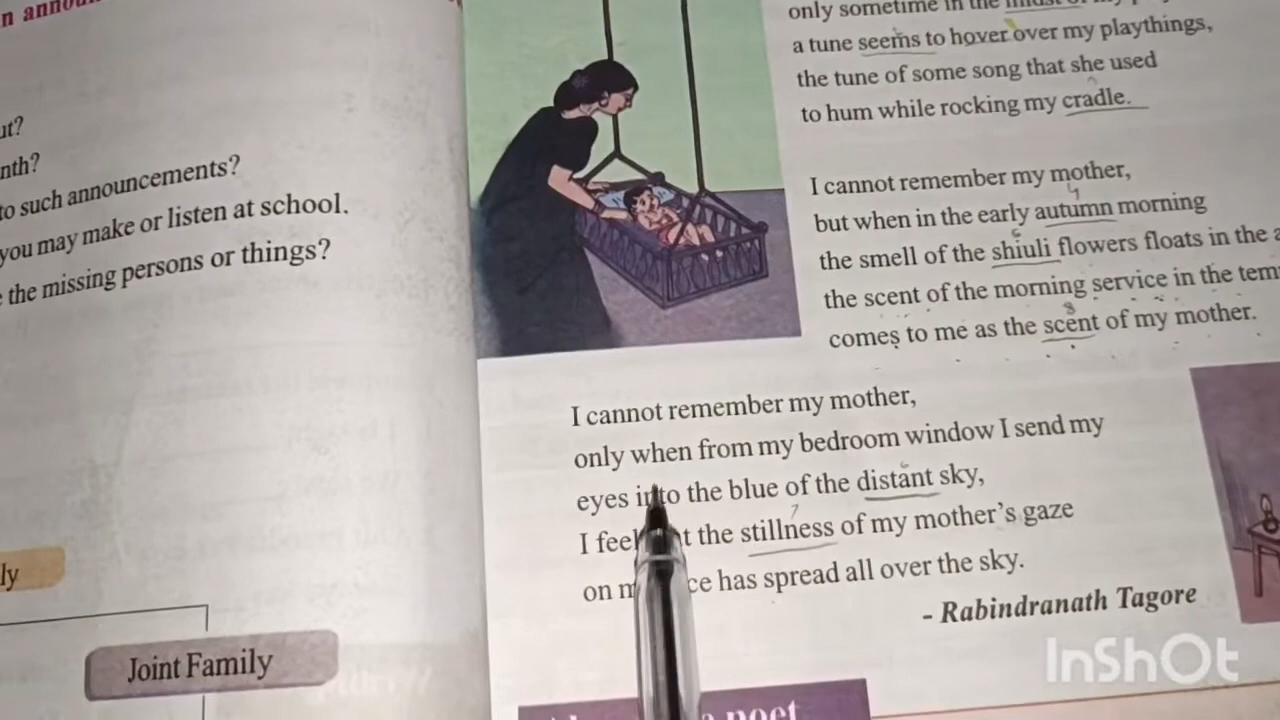 n annou
ut?
nth?
to such announcements?
you may make or listen at school.
the missing persons or things?
ly
Joint Family
only sometime in the midst of my
a tune seems to hover over my playthings,
the tune of some song that she used
to hum while rocking my cradle.
I cannot remember my mother,
but when in the early autumn morning
the smell of the shiuli flowers floats in the a
the scent of the morning service in the tem
comes to me as the scent of my mother.
I cannot remember my mother,
only when from my bedroom window I send my
eyes into the blue of the distant sky,
I feel the stillness of my mother's gaze
on has spread all over the sky.
- Rabindranath Tagore
poet
InShOt